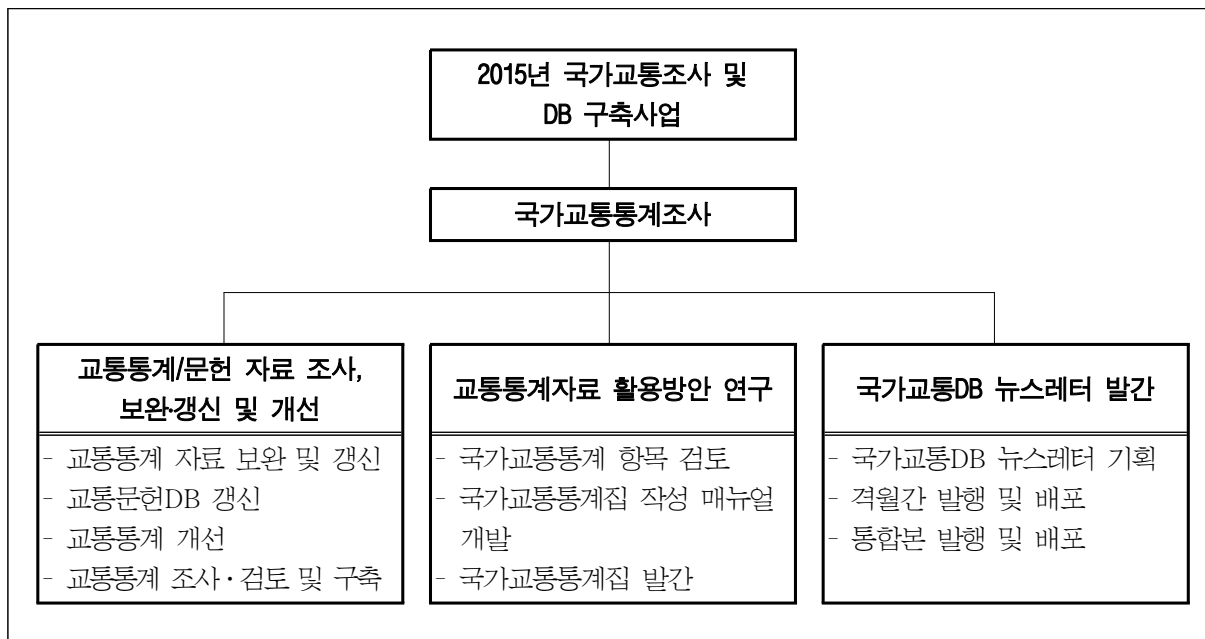 2015년 국가교통조사 및
DB 구축사업
국가교통통계조사
교통통계/문헌 자료 조사,
보완·갱신 및 개선
- 교통통계 자료 보완 및 갱신
- 교통문헌DB 갱신
- 교통통계 개선
- 교통통계 조사·검토 및 구축
교통통계자료 활용방안 연구
- 국가교통통계 항목 검토
- 국가교통통계집 작성 매뉴얼
개발
- 국가교통통계집 발간
국가교통DB 뉴스레터 발간
- 국가교통DB 뉴스레터 기획
- 격월간 발행 및 배포
- 통합본 발행 및 배포